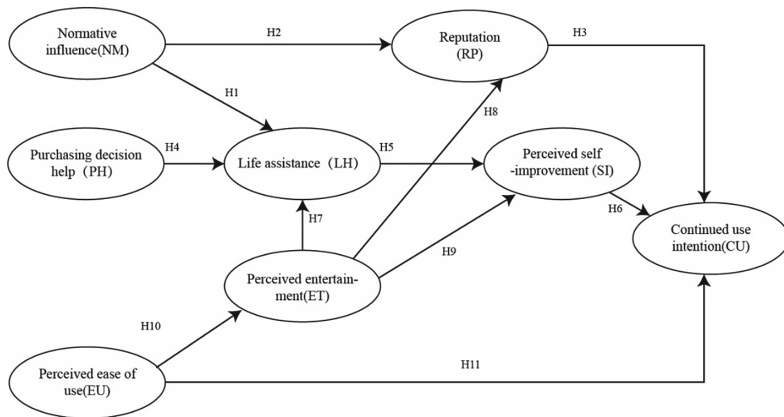 Normative
influence(NM)
H2
Reputation
(RP)
H3
H1
H8
Purchasing decision
help（PH）
H4
Life assistance（LH）
H5
Perceived self
-improvement (SI)
H6
H7
Continued use
intention(CU)
H9
Perceived entertain-
ment(ET)
H10
H11
Perceived ease of
use(EU)